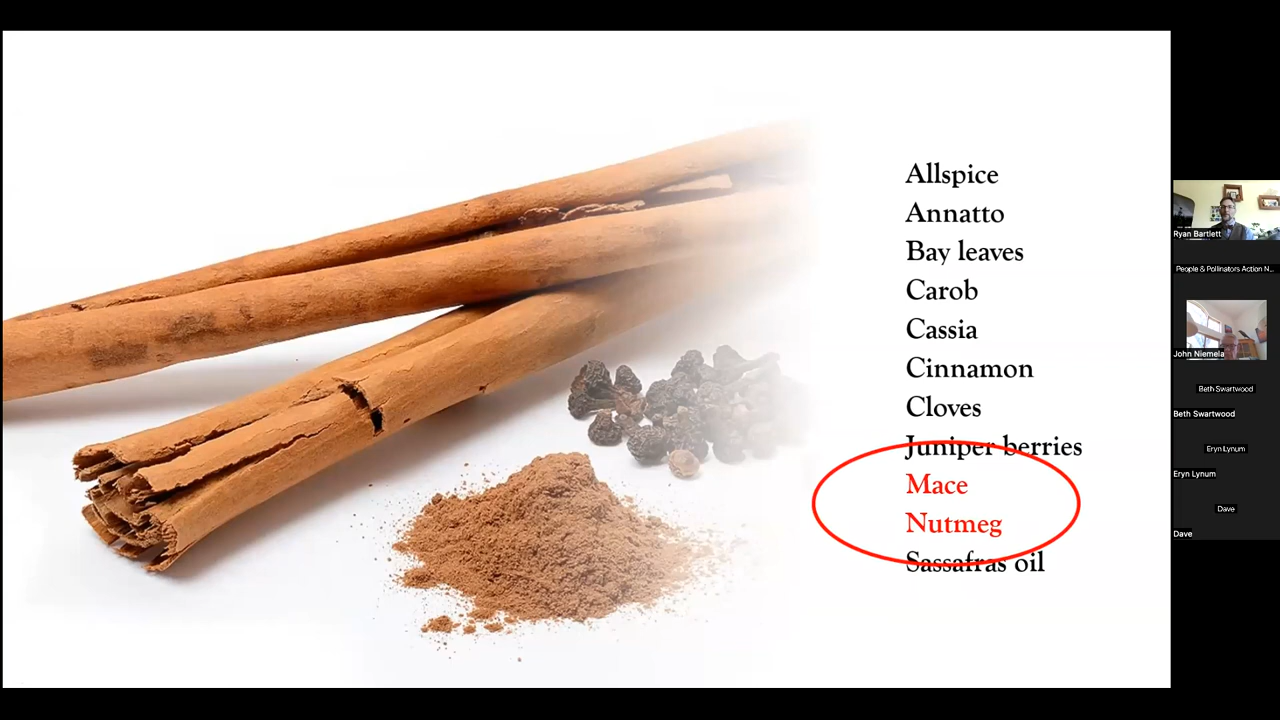 Allspice
Annatto
Bay leaves
Carob
Cassia
Cinnamon
Cloves
Juniper berries
Mace
Nutmeg
Sassafras oil
Ryan Bartlett
People & Pollinators Action N...
John Niemela
Beth Swartwood
Beth Swartwood
Eryn Lynum
Eryn Lynum
Dave
Dave